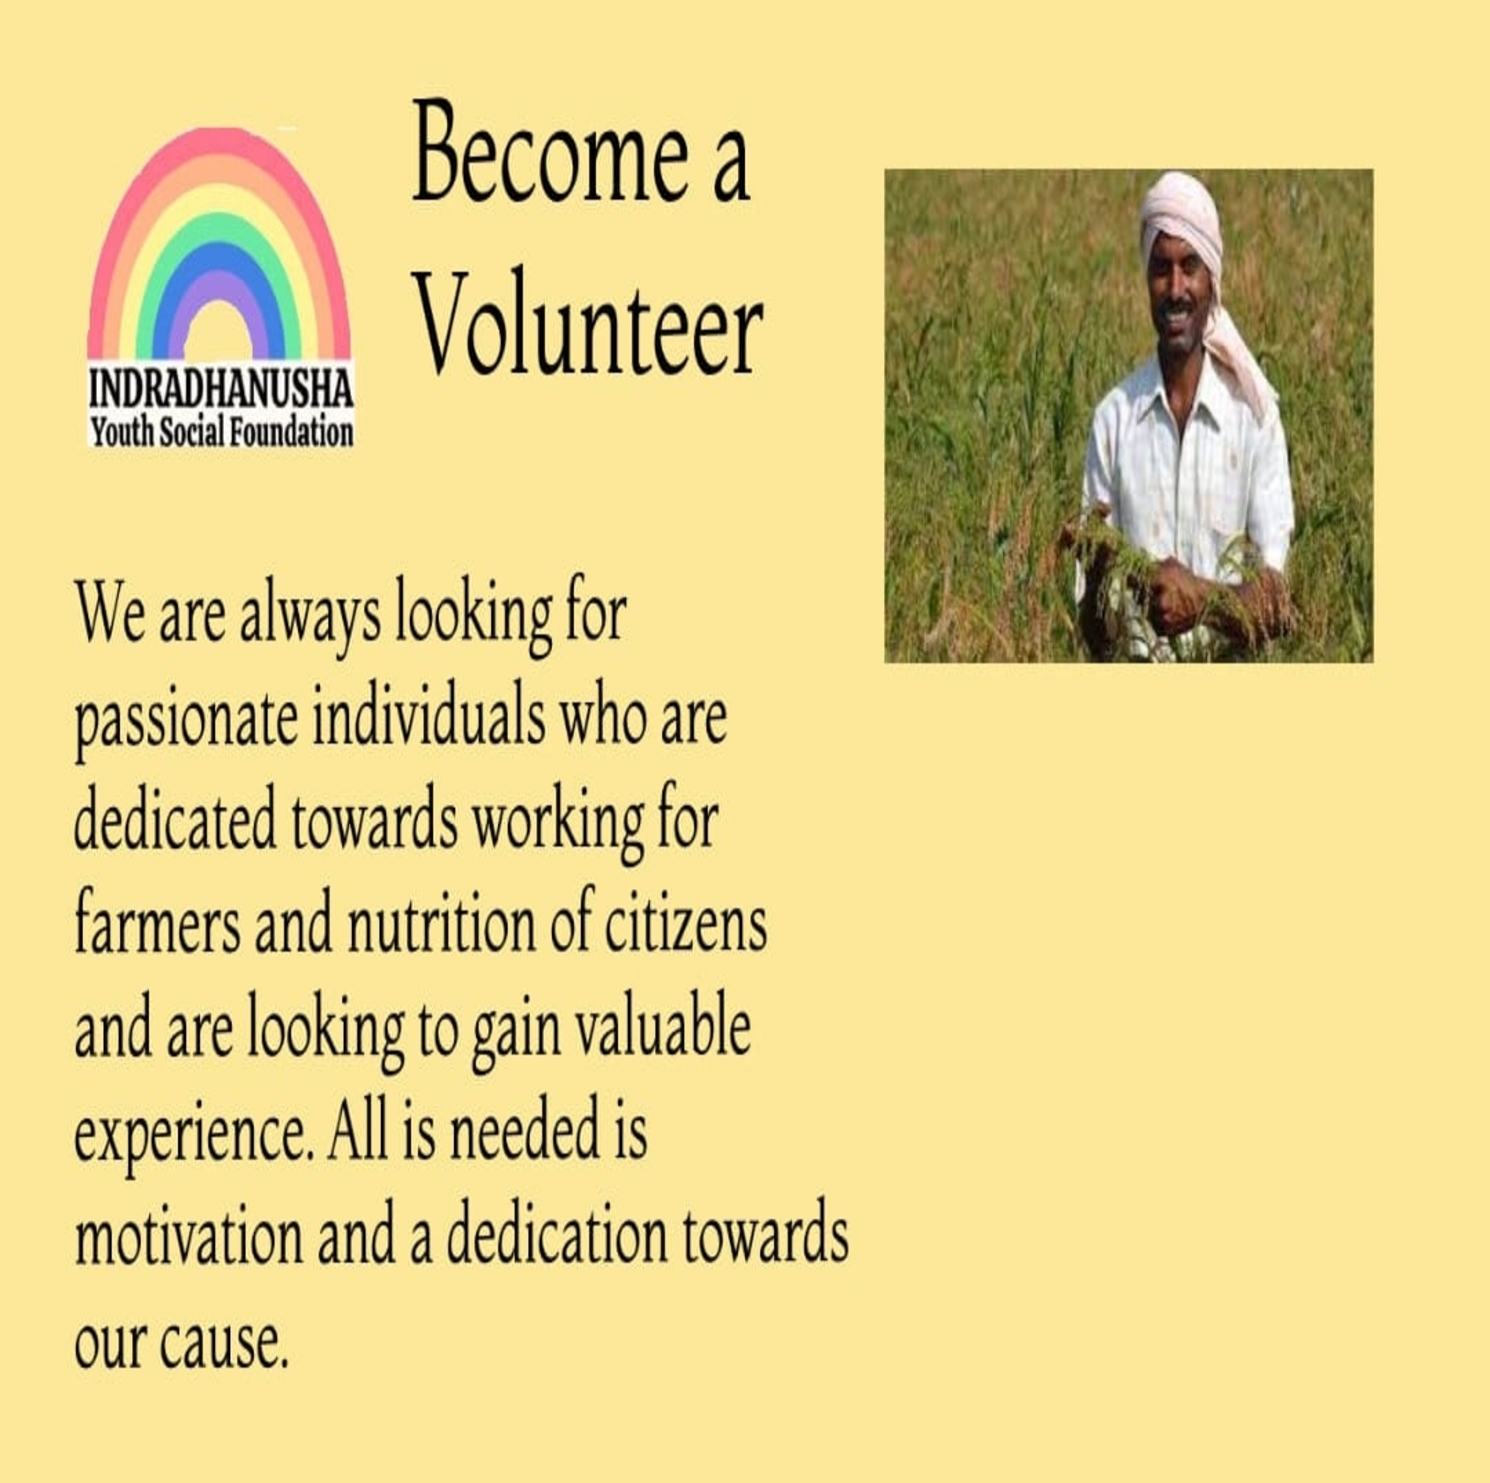 Become a
Volunteer
INDRADHANUSHA
Youth Social Foundation
We are always looking for
passionate individuals who are
dedicated towards working for
farmers and nutrition of citizens
and are looking to gain valuable
experience. All is needed is
motivation and a dedication towards
our cause.